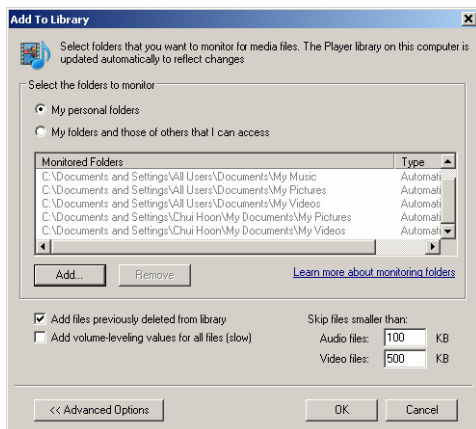 Add To Library
Select folders that you want to monitor for media files. The Player library on this computer is
updated automatically to reflect changes
Select the folders to monitor
My personal folders
My folders and those of others that I can access
Monitored Folders Type
C:\Documents and Settings\All Users\Documents\My Music Automati
C:\Documents and Settings\All Users\Documents\My Pictures Automati
C:\Documents and Settings\All Users\Documents\My Videos Automati
C:\Documents and Settings\Chui Hoon\My Documents\My Pictures Automati
C:\Documents and Settings\Chui Hoon\My Documents\My Videos Automati
Add... Remove Learn more about monitoring folders
Add files previously deleted from library Skip files smaller than:
Add volume-leveling values for all files (slow) Audio files: 100 KB
Video files: 500 KB
<< Advanced Options OK Cancel